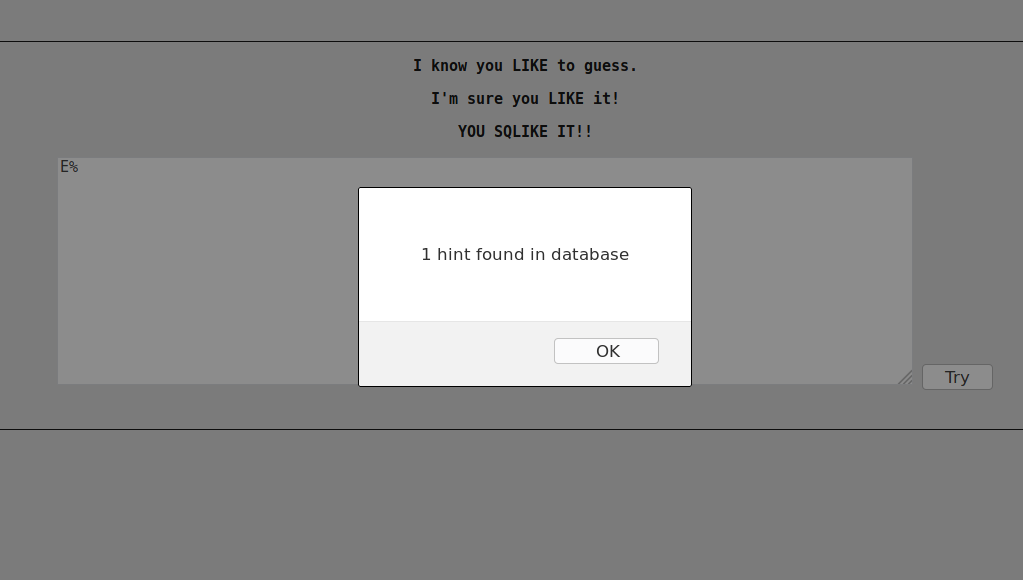 I know you LIKE to guess.
I'm sure you LIKE it!
YOU SQLIKE IT!!
E%
1 hint found in database
OK
Try